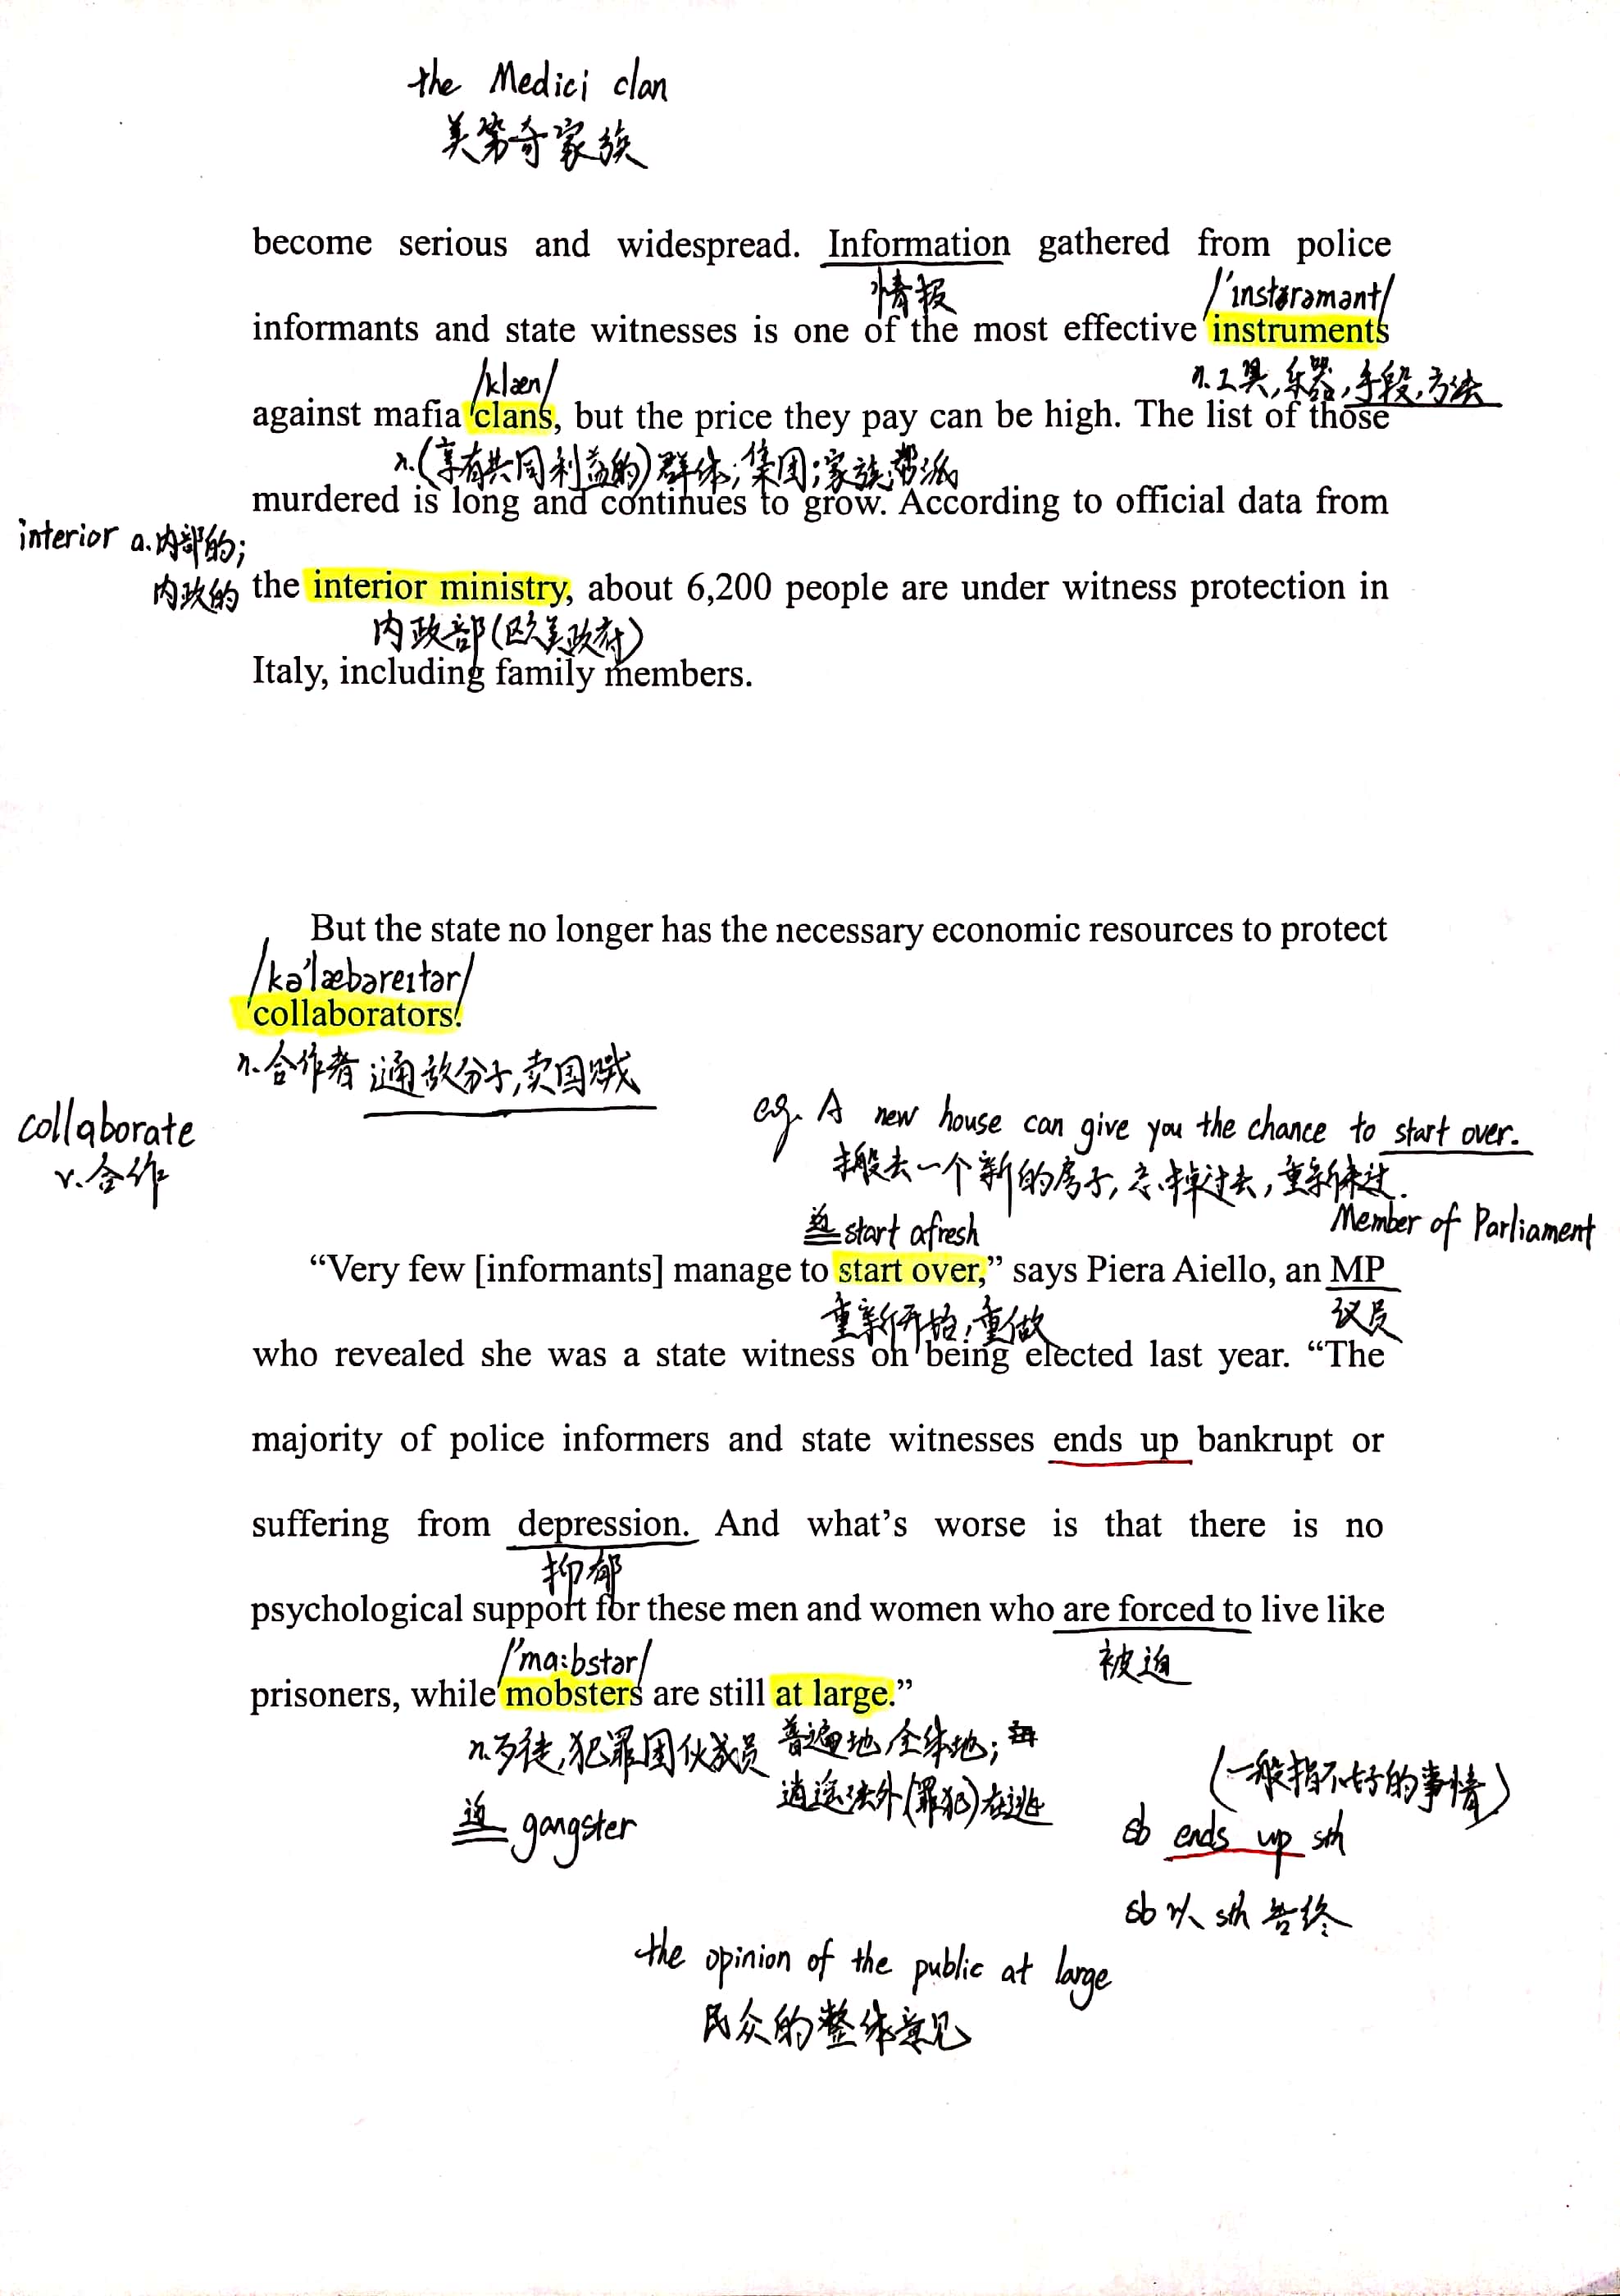 the Medici clan
美第奇家族
become serious and widespread. Information gathered from police
情报
/'instərəmənt/
informants and state witnesses is one of the most effective instruments
n.工具,乐器,手段,方法
/klæn/
against mafia clans, but the price they pay can be high. The list of those
n.(享有共同利益的)群体;集团;家族,帮派
murdered is long and continues to grow. According to official data from
interior a.内部的;
内政的
the interior ministry, about 6,200 people are under witness protection in
内政部(欧美政府)
Italy, including family members.
But the state no longer has the necessary economic resources to protect
/kə'læbəreɪtər/
collaborators.
n.合作者 通敌分子,卖国贼
collaborate
v.合作
eg. A new house can give you the chance to start over.
搬去一个新的房子,忘掉过去,重新来过.
近 start afresh
Member of Parliament
“Very few [informants] manage to start over,” says Piera Aiello, an MP
重新开始,重做
议员
who revealed she was a state witness on being elected last year. “The
majority of police informers and state witnesses ends up bankrupt or
suffering from depression. And what’s worse is that there is no
抑郁
psychological support for these men and women who are forced to live like
被迫
/'mɑ:bstər/
prisoners, while mobsters are still at large.”
n.歹徒,犯罪团伙成员
近 gangster
普遍地,全体地;
逍遥法外(罪犯)在逃
(一般指不好的事情)
sb ends up sth
sb 以 sth 告终
the opinion of the public at large
民众的整体意见